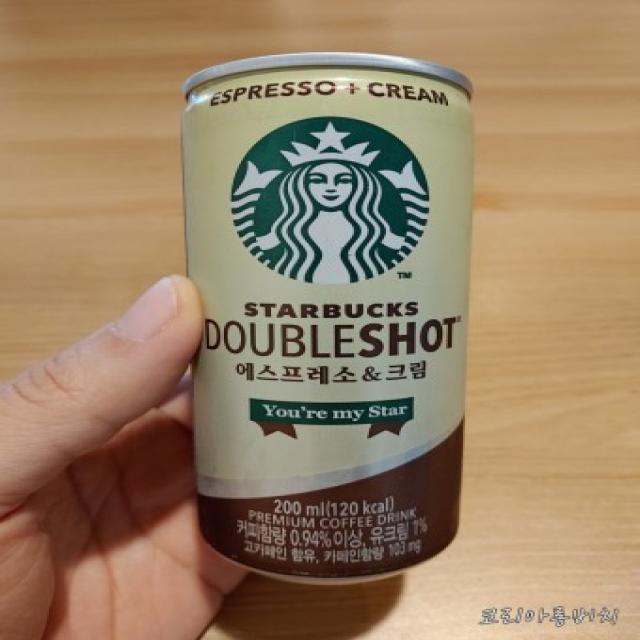 ESPRESSO + CREAM
TM
STARBUCKS
DOUBLESHOT
에스프레소&크림
You're my Star
200 ml(120 kcal)
PREMIUM COFFEE DRINK
커피함량 0.94%이상, 유크림 1%
고카페인 함유, 카페인함량 103 mg